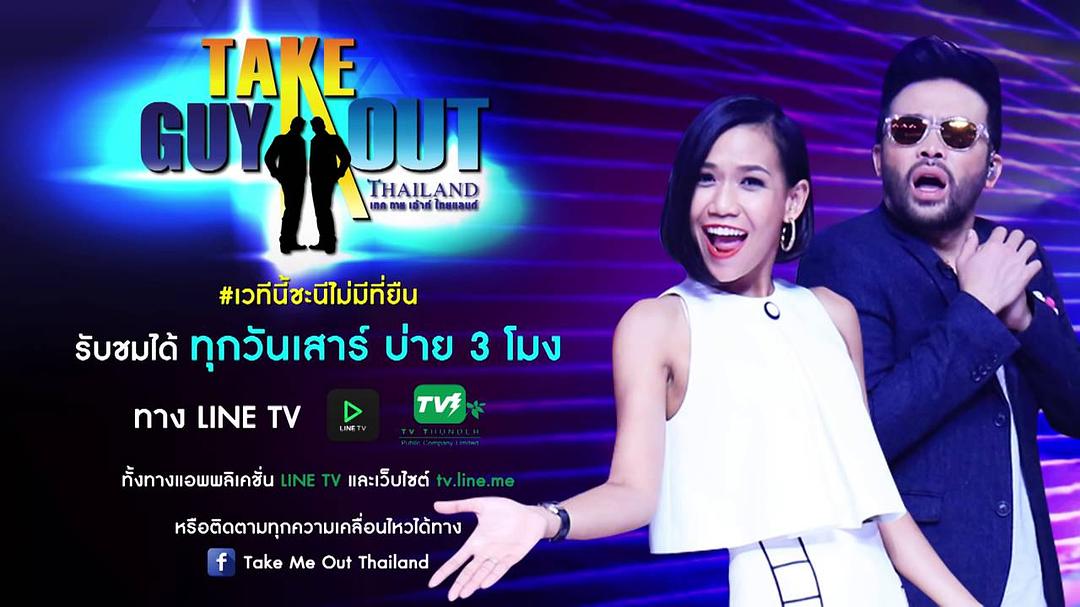 TAKE
GUY OUT
THAILAND
เทค กาย เอ้าท์ ไทยแลนด์
#เวทีนี้ชะนีไม่มีที่ยืน
รับชมได้ ทุกวันเสาร์ บ่าย 3 โมง
ทาง LINE TV
LINE TV
TV
TV THUNDER
Public Company Limited
ทั้งทางแอพพลิเคชั่น LINE TV และเว็บไซต์ tv.line.me
หรือติดตามทุกความเคลื่อนไหวได้ทาง
f Take Me Out Thailand